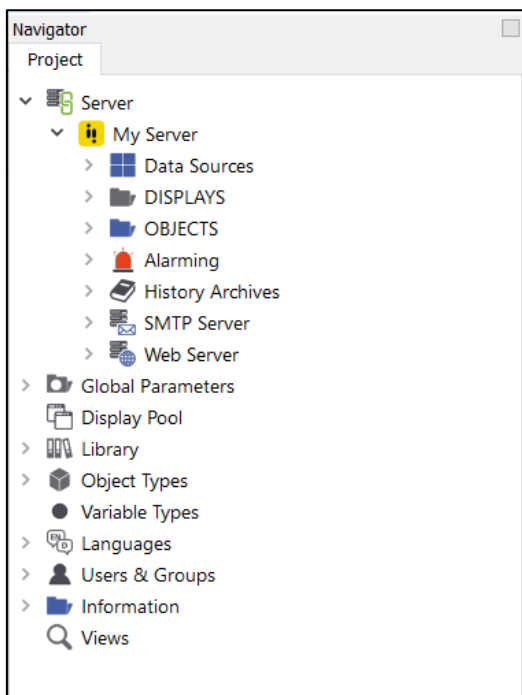 Navigator
Project
Server
My Server
Data Sources
DISPLAYS
OBJECTS
Alarming
History Archives
SMTP Server
Web Server
Global Parameters
Display Pool
Library
Object Types
Variable Types
EN
D
Languages
Users & Groups
Information
Views